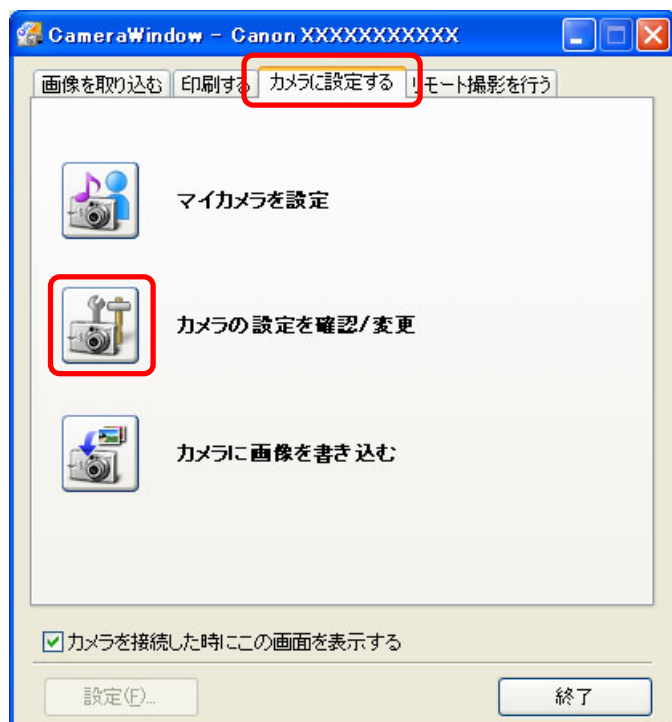 CameraWindow - Canon XXXXXXXXXXX
画像を取り込む 印刷する カメラに設定する リモート撮影を行う
マイカメラを設定
カメラの設定を確認/変更
カメラに画像を書き込む
カメラを接続した時にこの画面を表示する
設定(F)... 終了